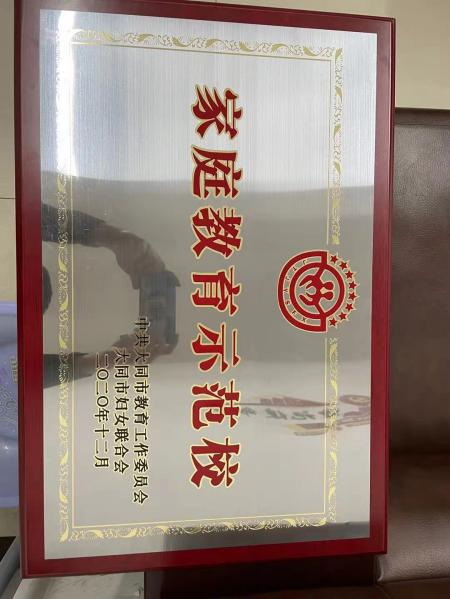 家庭教育示范校
中共大同市教育工作委员会
大同市妇女联合会
二〇二〇年十二月